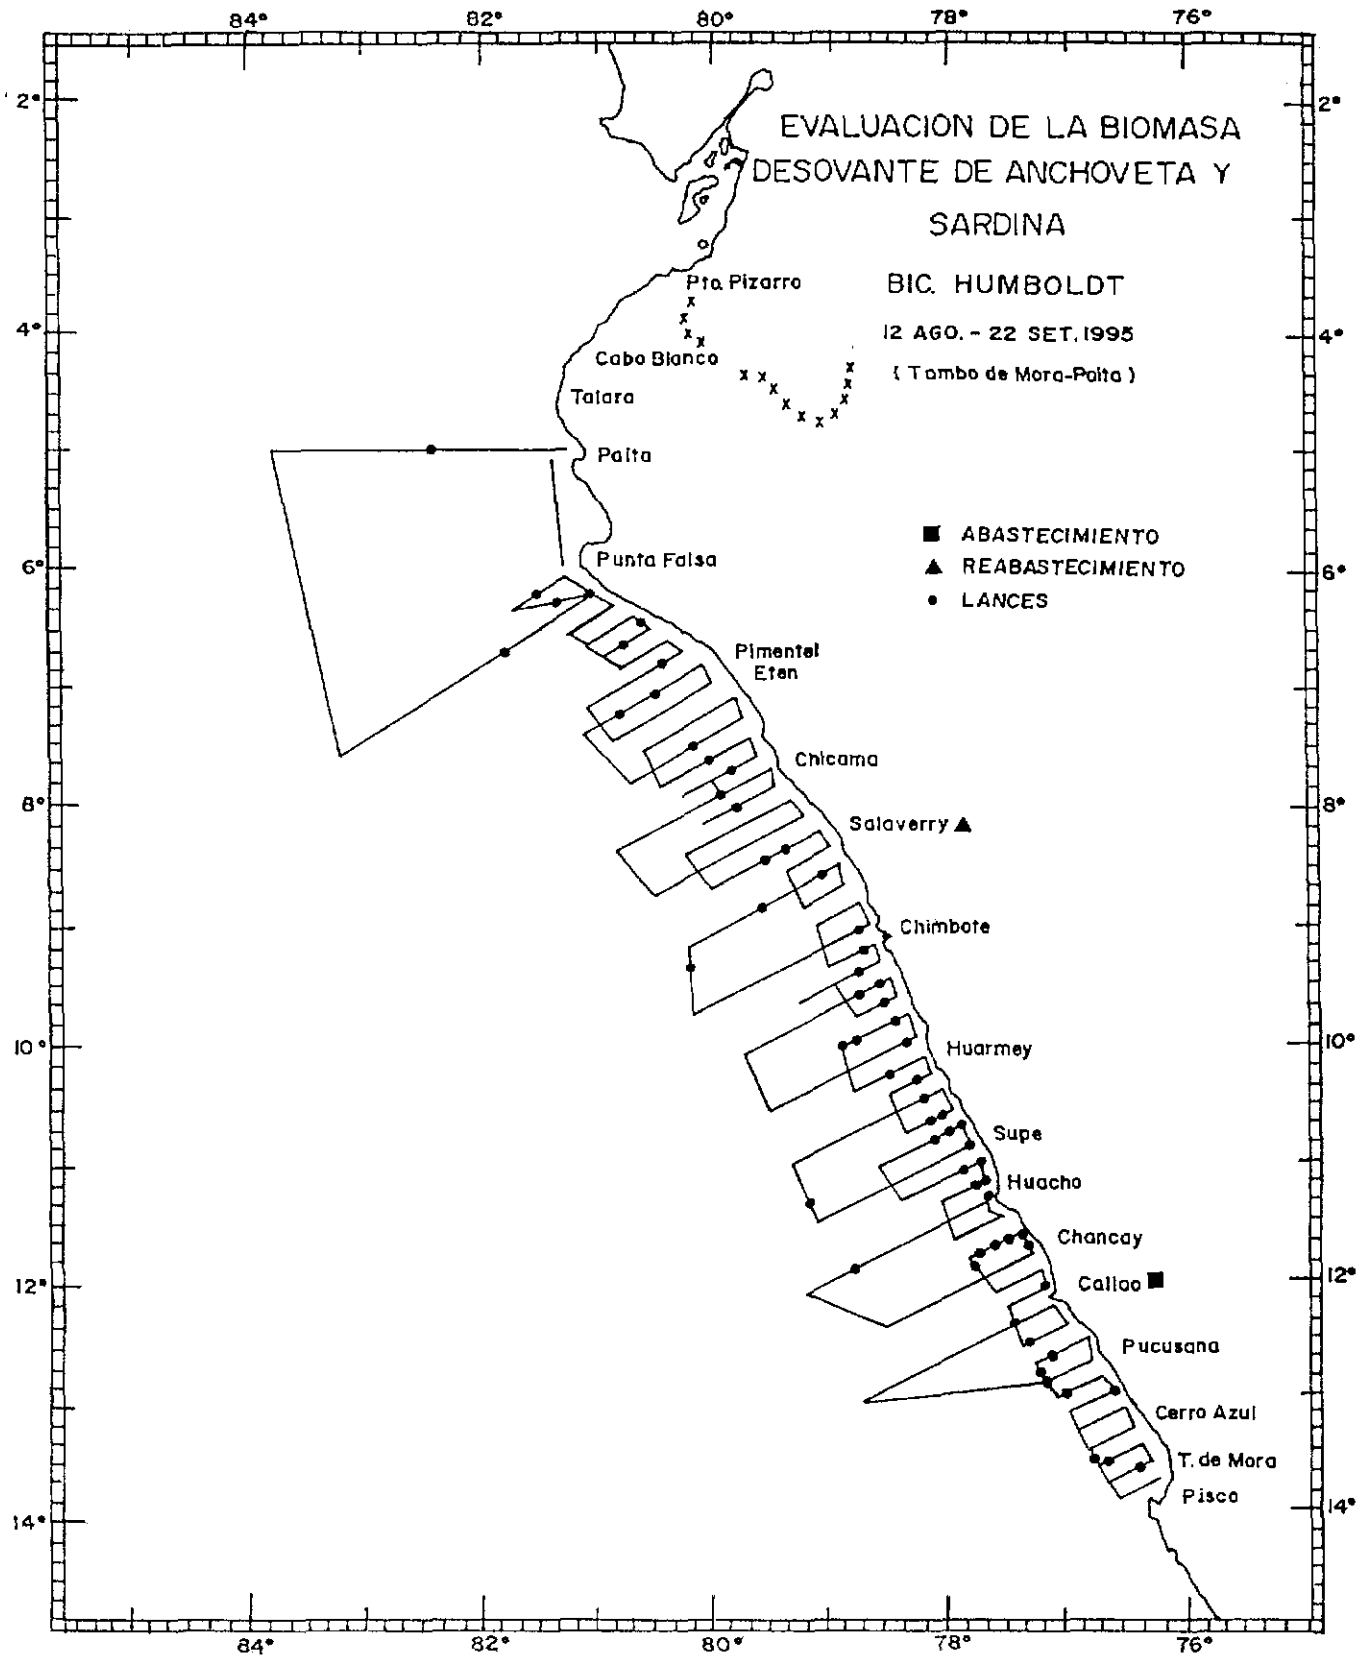 84° 82° 80° 78° 76°
2° 2°
EVALUACION DE LA BIOMASA
DESOVANTE DE ANCHOVETA Y
SARDINA
Pto. Pizarro
BIC. HUMBOLDT
4° 4°
12 AGO. - 22 SET. 1995
Cabo Blanco
( Tambo de Mora-Paita )
Talara
Paita
■ ABASTECIMIENTO
Punta Falsa
▲ REABASTECIMIENTO
6° 6°
● LANCES
Pimentel
Eten
Chicama
8° 8°
Salaverry ▲
Chimbote
10° 10°
Huarmey
Supe
Huacho
Chancay
12° 12°
Callao ■
Pucusana
Cerro Azul
T. de Mora
Pisco
14° 14°
84° 82° 80° 78° 76°